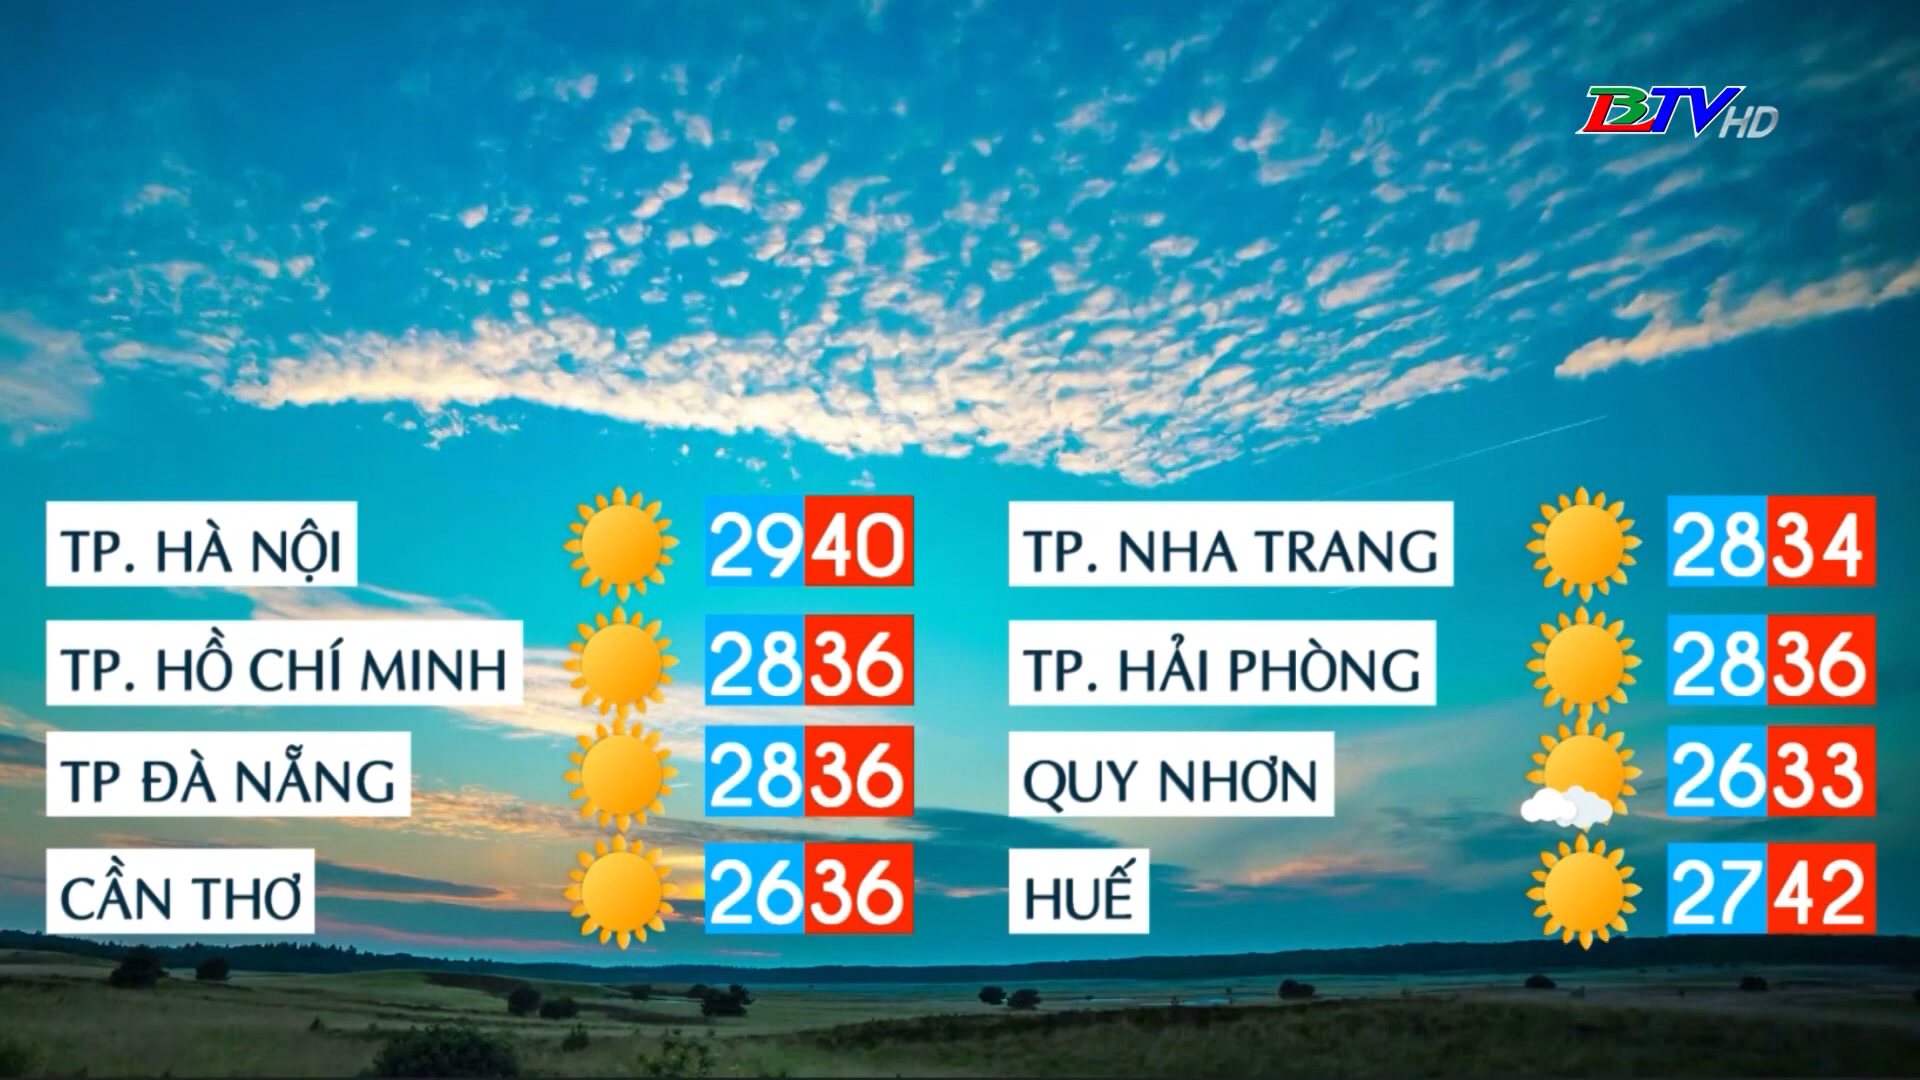 BTV HD
TP. HÀ NỘI 29 40
TP. HỒ CHÍ MINH 28 36
TP ĐÀ NẴNG 28 36
CẦN THƠ 26 36
TP. NHA TRANG 28 34
TP. HẢI PHÒNG 28 36
QUY NHƠN 26 33
HUẾ 27 42